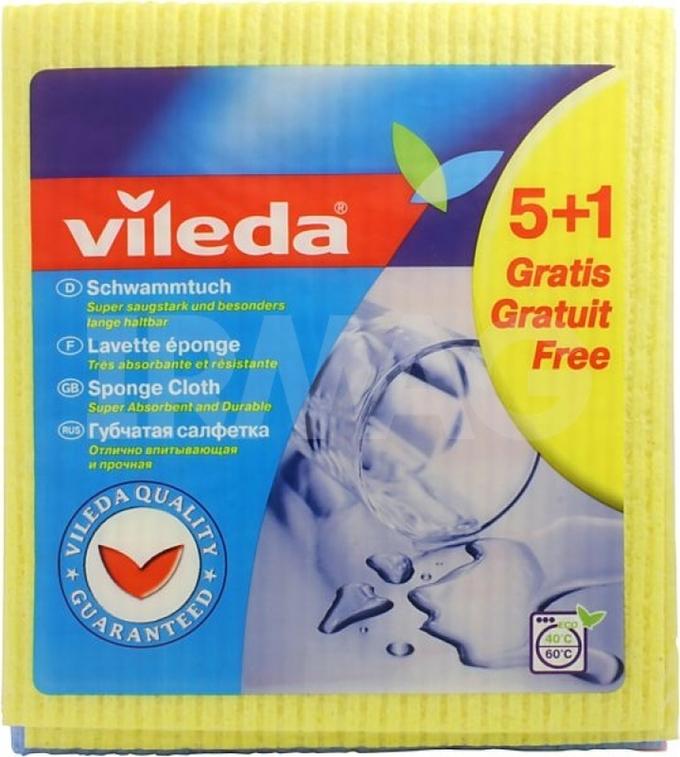 vileda®
5+1
Gratis
Gratuit
Free
D Schwammtuch
Super saugstark und besonders
lange haltbar
F Lavette éponge
Très absorbante et résistante
GB Sponge Cloth
Super Absorbent and Durable
RUS Губчатая салфетка
Отлично впитывающая
и прочная
VILEDA QUALITY
GUARANTEED
ECO
40°C
60°C